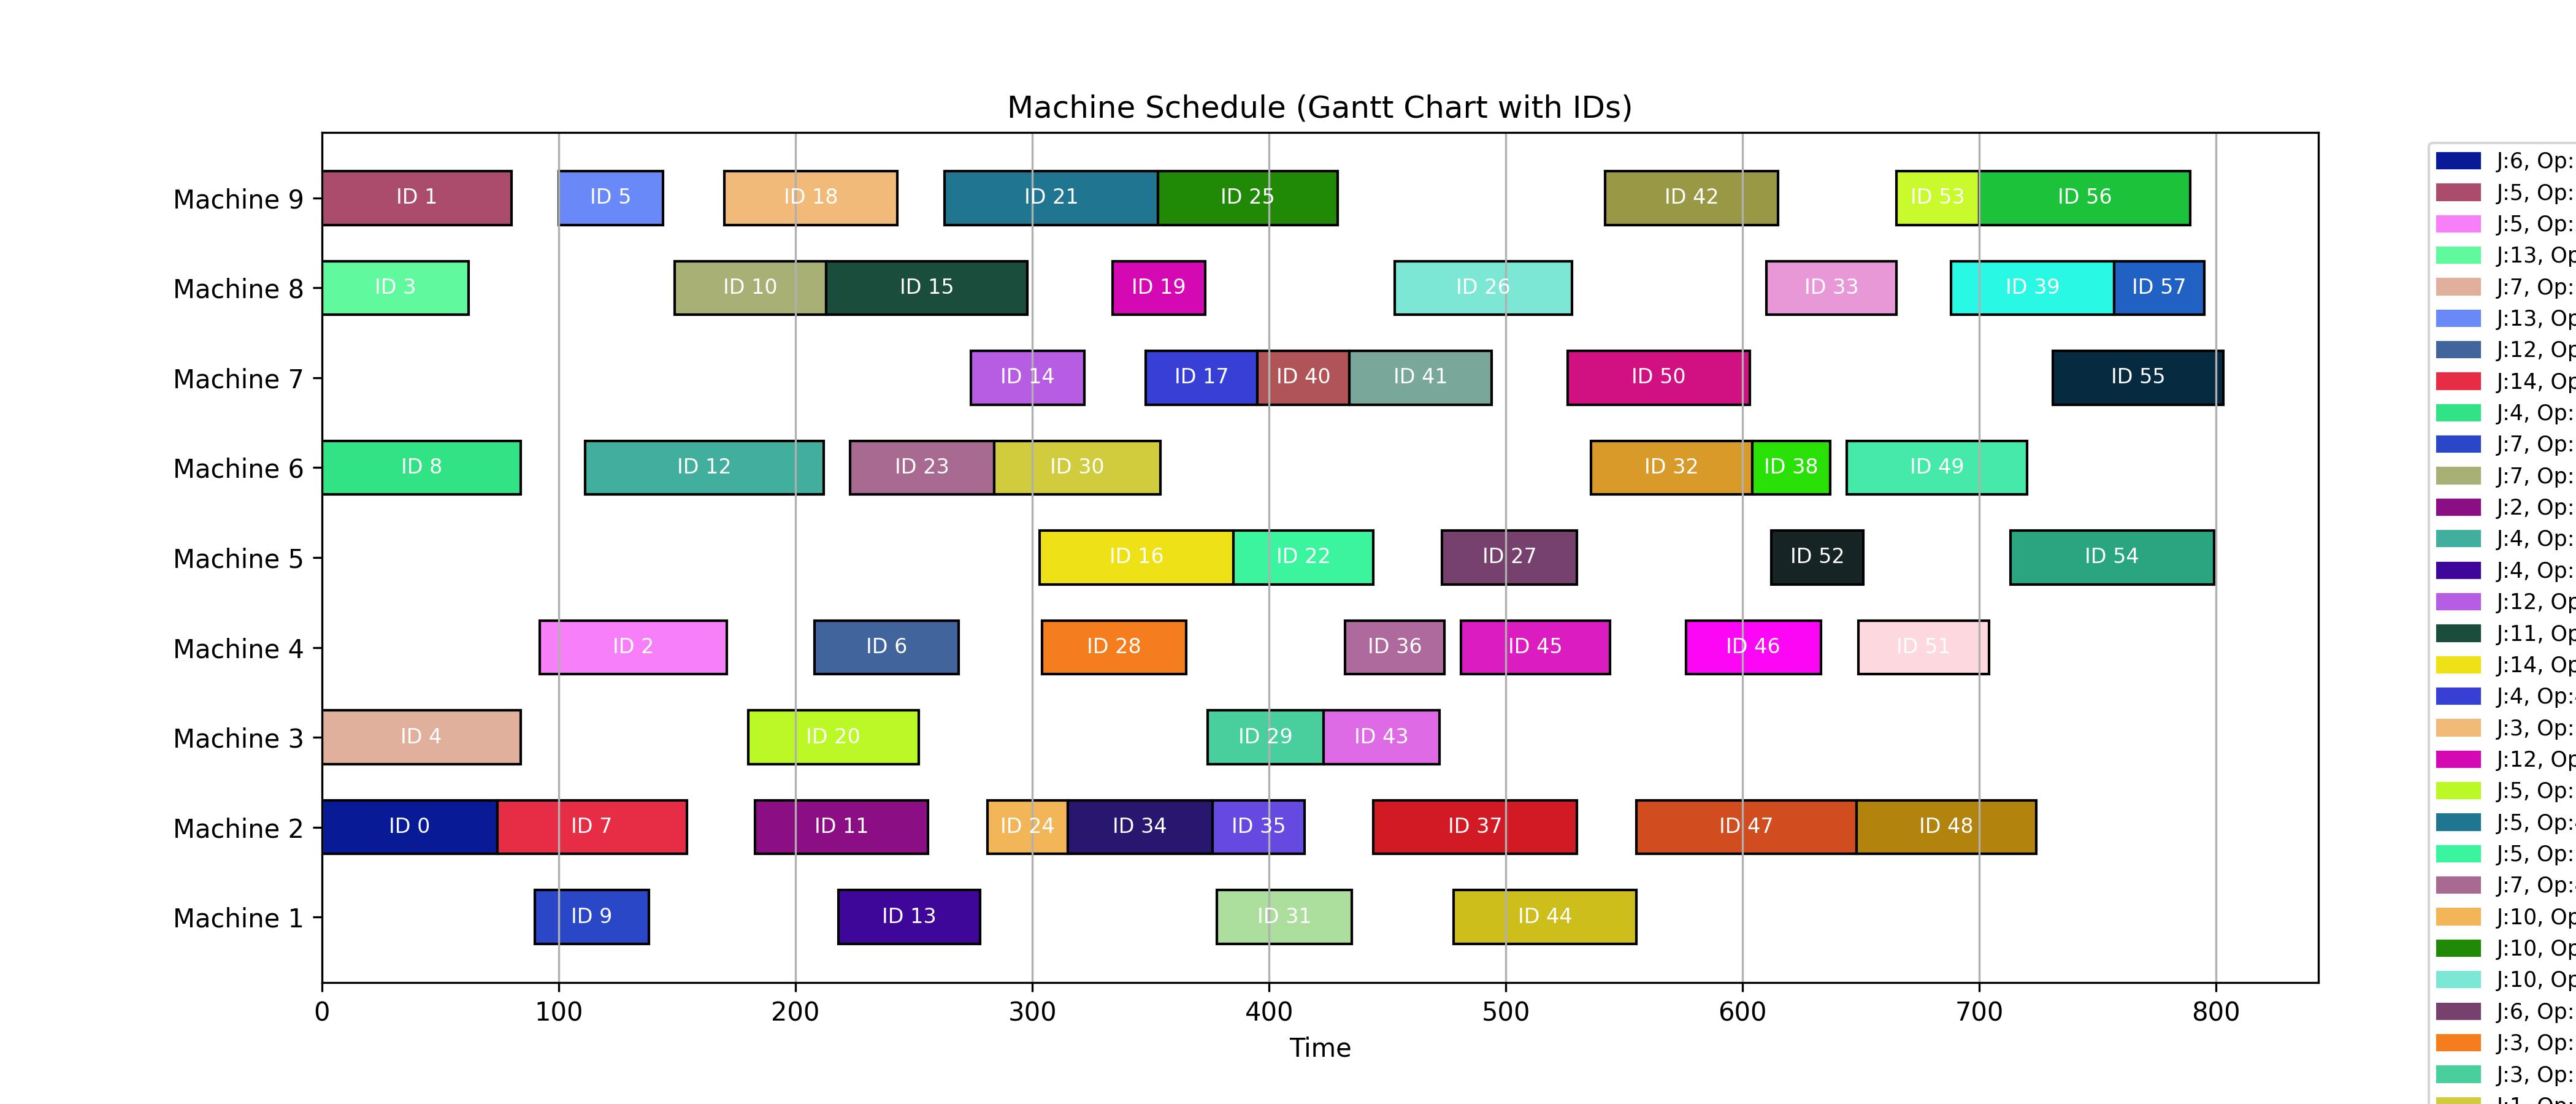 Machine Schedule (Gantt Chart with IDs)
Machine 9 ID 1 ID 5 ID 18 ID 21 ID 25 ID 42 ID 53 ID 56
Machine 8 ID 3 ID 10 ID 15 ID 19 ID 26 ID 33 ID 39 ID 57
Machine 7 ID 14 ID 17 ID 40 ID 41 ID 50 ID 55
Machine 6 ID 8 ID 12 ID 23 ID 30 ID 32 ID 38 ID 49
Machine 5 ID 16 ID 22 ID 27 ID 52 ID 54
Machine 4 ID 2 ID 6 ID 28 ID 36 ID 45 ID 46 ID 51
Machine 3 ID 4 ID 20 ID 29 ID 43
Machine 2 ID 0 ID 7 ID 11 ID 24 ID 34 ID 35 ID 37 ID 47 ID 48
Machine 1 ID 9 ID 13 ID 31 ID 44
0 100 200 300 400 500 600 700 800
Time
J:6, Op:
J:5, Op
J:5, Op:
J:13, Op
J:7, Op:
J:13, Op
J:12, Op
J:14, Op
J:4, Op:
J:7, Op:
J:7, Op:
J:2, Op:
J:4, Op:
J:4, Op:
J:12, Op
J:11, Op
J:14, Op
J:4, Op:
J:3, Op:
J:12, Op
J:5, Op:
J:5, Op:
J:5, Op:
J:7, Op:
J:10, Op
J:10, Op
J:10, Op
J:6, Op:
J:3, Op:
J:3, Op:
J:1, Op: